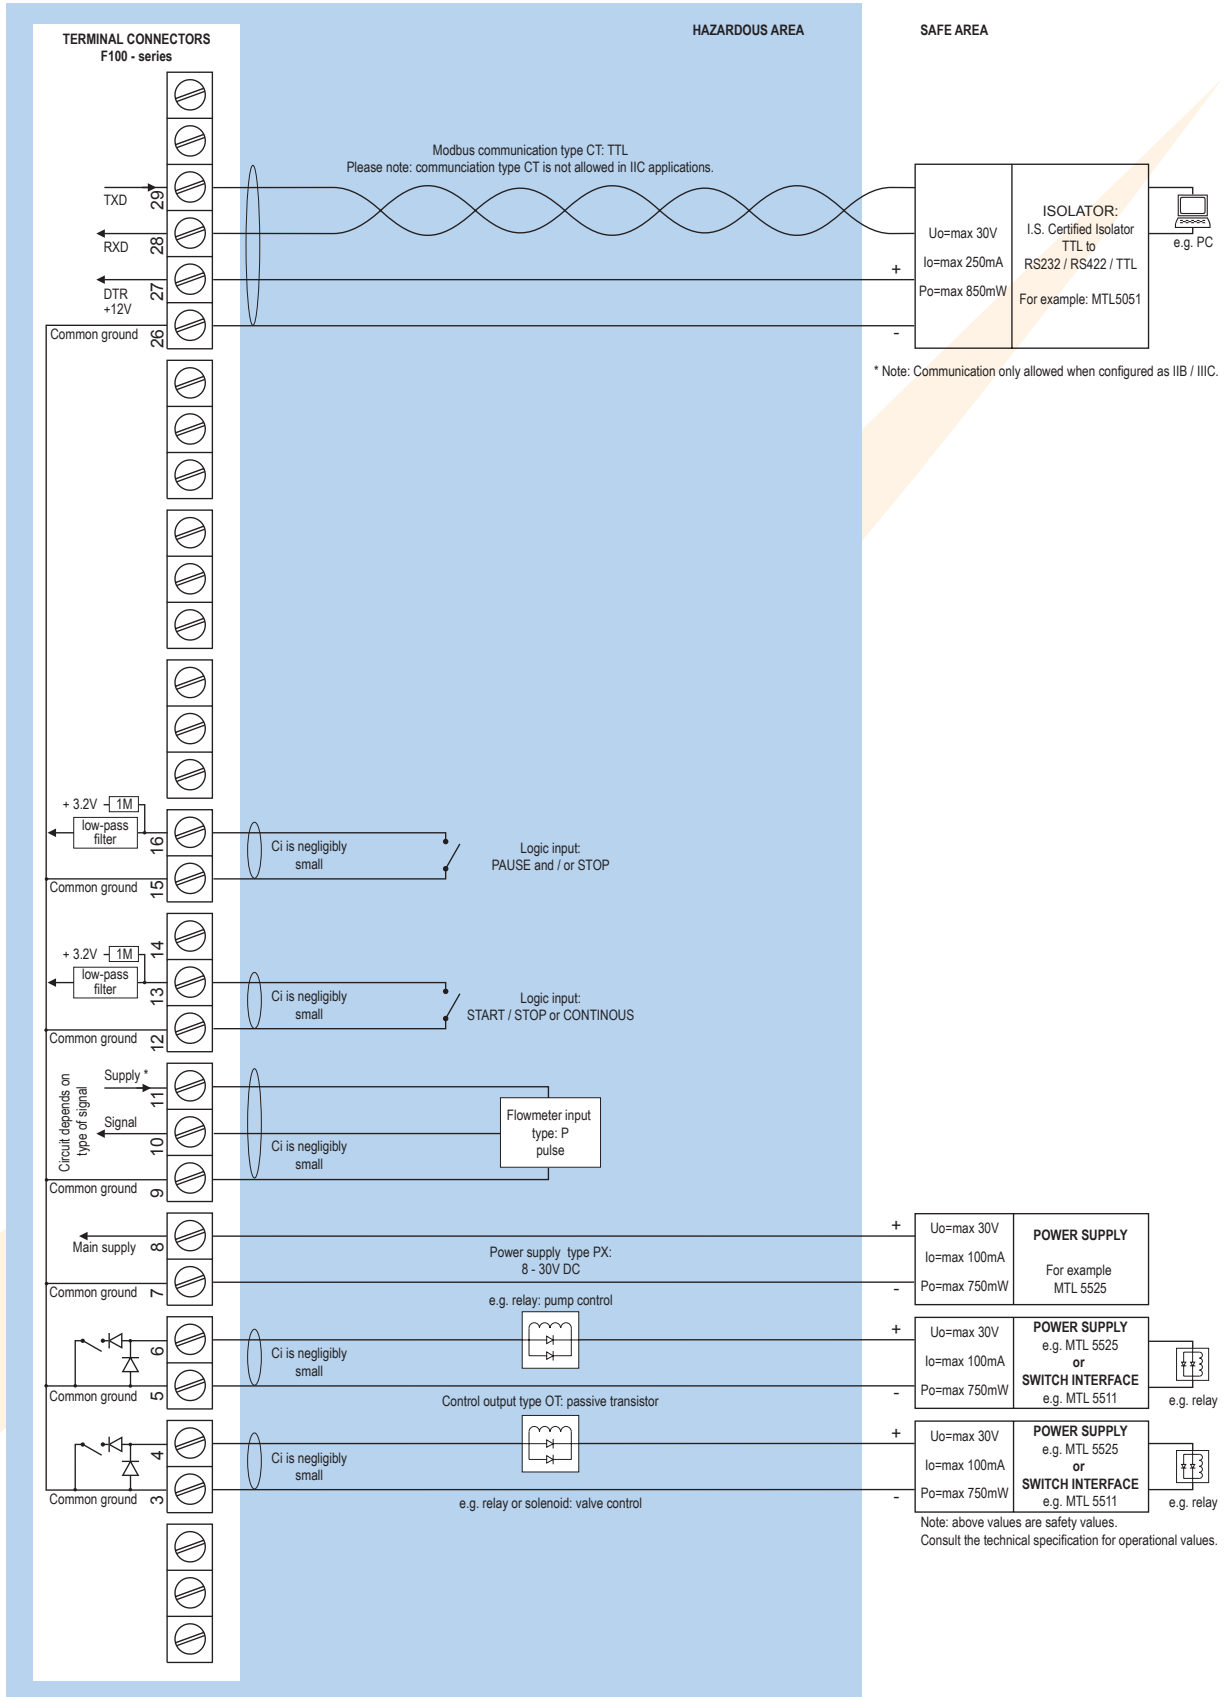 TERMINAL CONNECTORS
F100 - series
HAZARDOUS AREA
SAFE AREA
Modbus communication type CT: TTL
Please note: communciation type CT is not allowed in IIC applications.
TXD
29
RXD
28
DTR
+12V
27
Common ground
26
+
-
Uo=max 30V
Io=max 250mA
Po=max 850mW
ISOLATOR:
I.S. Certified Isolator
TTL to
RS232 / RS422 / TTL
For example: MTL5051
e.g. PC
* Note: Communication only allowed when configured as IIB / IIIC.
+ 3.2V
1M
low-pass
filter
16
Common ground
15
Ci is negligibly
small
Logic input:
PAUSE and / or STOP
14
+ 3.2V
1M
low-pass
filter
13
Common ground
12
Ci is negligibly
small
Logic input:
START / STOP or CONTINOUS
Circuit depends on
type of signal
Supply *
11
Signal
10
Common ground
9
Ci is negligibly
small
Flowmeter input
type: P
pulse
Main supply
8
Common ground
7
Power supply type PX:
8 - 30V DC
+
-
Uo=max 30V
Io=max 100mA
Po=max 750mW
POWER SUPPLY
For example
MTL 5525
e.g. relay: pump control
6
Common ground
5
Ci is negligibly
small
+
-
Uo=max 30V
Io=max 100mA
Po=max 750mW
POWER SUPPLY
e.g. MTL 5525
or
SWITCH INTERFACE
e.g. MTL 5511
e.g. relay
Control output type OT: passive transistor
4
Common ground
3
Ci is negligibly
small
e.g. relay or solenoid: valve control
+
-
Uo=max 30V
Io=max 100mA
Po=max 750mW
POWER SUPPLY
e.g. MTL 5525
or
SWITCH INTERFACE
e.g. MTL 5511
e.g. relay
Note: above values are safety values.
Consult the technical specification for operational values.